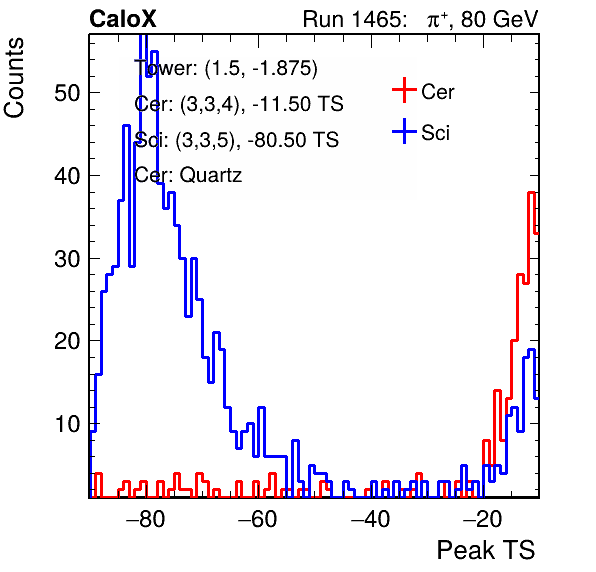 CaloX Run 1465: π⁺, 80 GeV
Counts
Tower: (1.5, -1.875)
Cer: (3,3,4), -11.50 TS
Sci: (3,3,5), -80.50 TS
Cer: Quartz
Cer
Sci
50
40
30
20
10
−80 −60 −40 −20
Peak TS